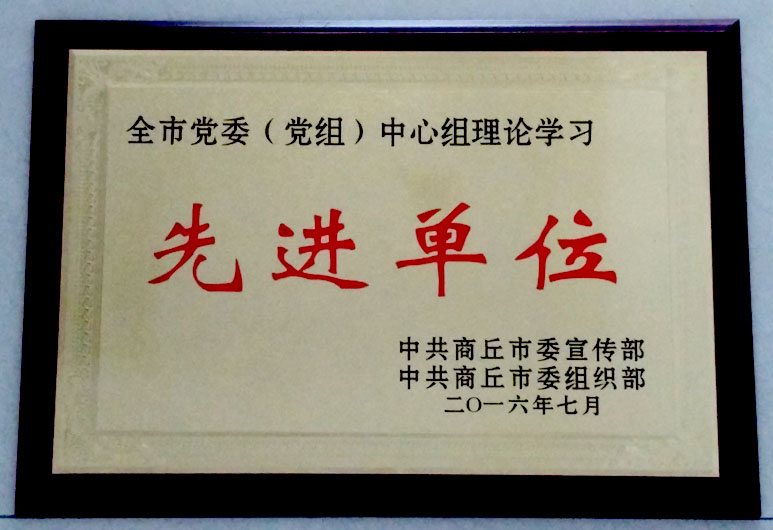 全市党委（党组）中心组理论学习
先进单位
中共商丘市委宣传部
中共商丘市委组织部
二〇一六年七月